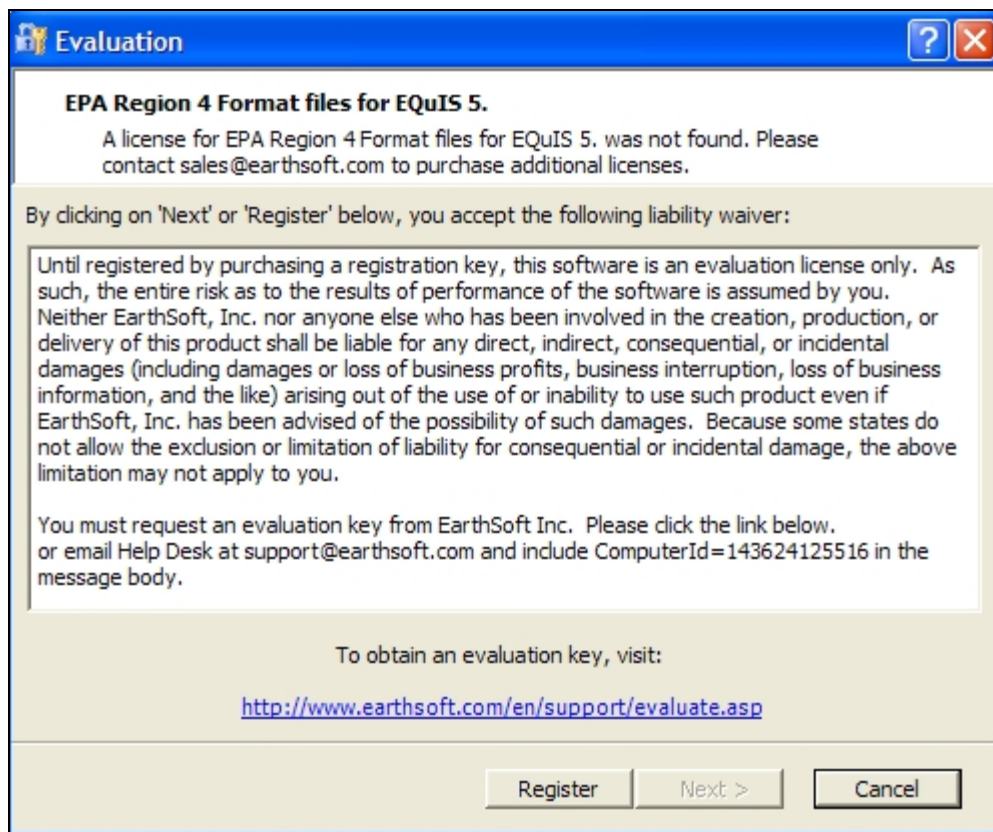 Evaluation
EPA Region 4 Format files for EQuIS 5.
A license for EPA Region 4 Format files for EQuIS 5. was not found. Please
contact sales@earthsoft.com to purchase additional licenses.
By clicking on 'Next' or 'Register' below, you accept the following liability waiver:
Until registered by purchasing a registration key, this software is an evaluation license only.  As
such, the entire risk as to the results of performance of the software is assumed by you.
Neither EarthSoft, Inc. nor anyone else who has been involved in the creation, production, or
delivery of this product shall be liable for any direct, indirect, consequential, or incidental
damages (including damages or loss of business profits, business interruption, loss of business
information, and the like) arising out of the use of or inability to use such product even if
EarthSoft, Inc. has been advised of the possibility of such damages.  Because some states do
not allow the exclusion or limitation of liability for consequential or incidental damage, the above
limitation may not apply to you.
You must request an evaluation key from EarthSoft Inc.  Please click the link below.
or email Help Desk at support@earthsoft.com and include ComputerId=143624125516 in the
message body.
To obtain an evaluation key, visit:
http://www.earthsoft.com/en/support/evaluate.asp
Register Next > Cancel